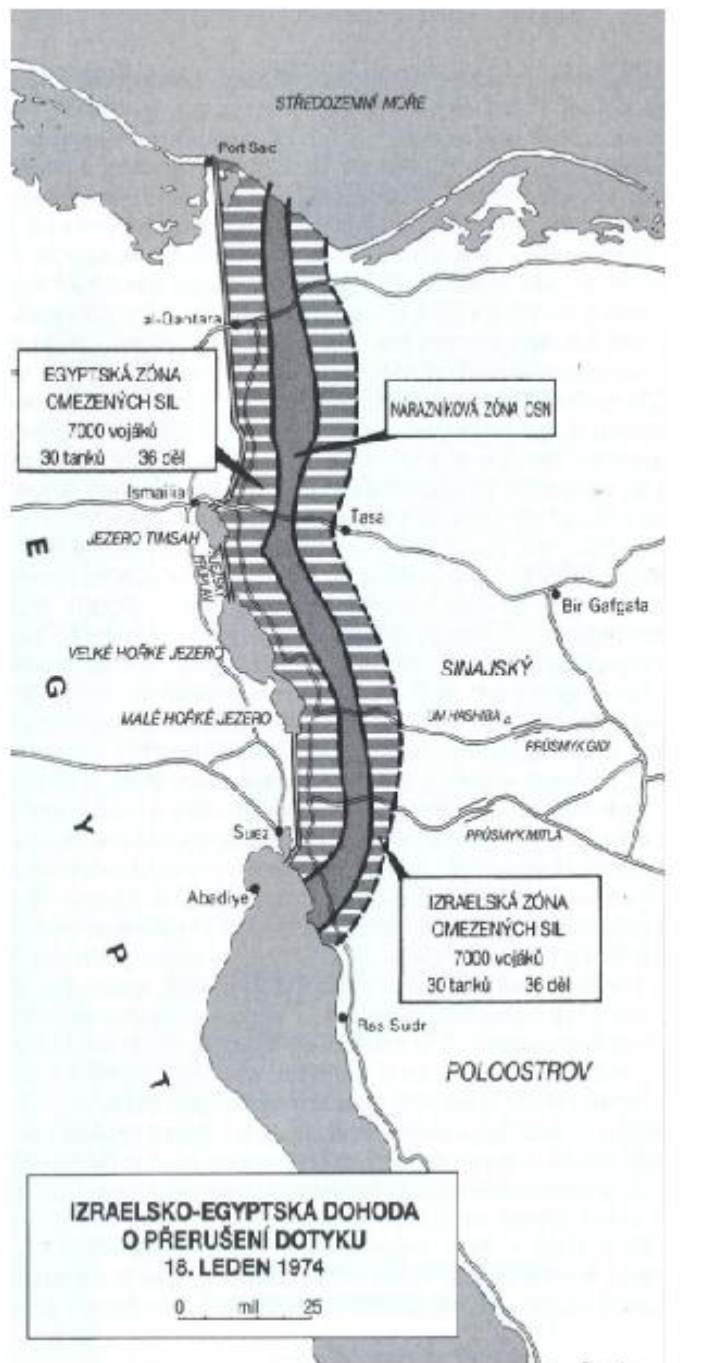 STŘEDOZEMNÍ MOŘE
Port Said
al-Qantara
EGYPTSKÁ ZÓNA
OMEZENÝCH SIL
7000 vojáků
30 tanků 36 děl
NÁRAZNÍKOVÁ ZÓNA OSN
Ismailia
Tasa
JEZERO TIMSAH
Bir Gafgafa
E
G
Y
P
T
VELKÉ HOŘKÉ JEZERO
SINAJSKÝ
MALÉ HOŘKÉ JEZERO
UM HASHIBA
PRŮSMYK GIDI
Suez
PRŮSMYK MITLA
Abadiye
IZRAELSKÁ ZÓNA
OMEZENÝCH SIL
7000 vojáků
30 tanků 36 děl
Ras Sudr
POLOOSTROV
IZRAELSKO-EGYPTSKÁ DOHODA
O PŘERUŠENÍ DOTYKU
18. LEDEN 1974
0 mil 25